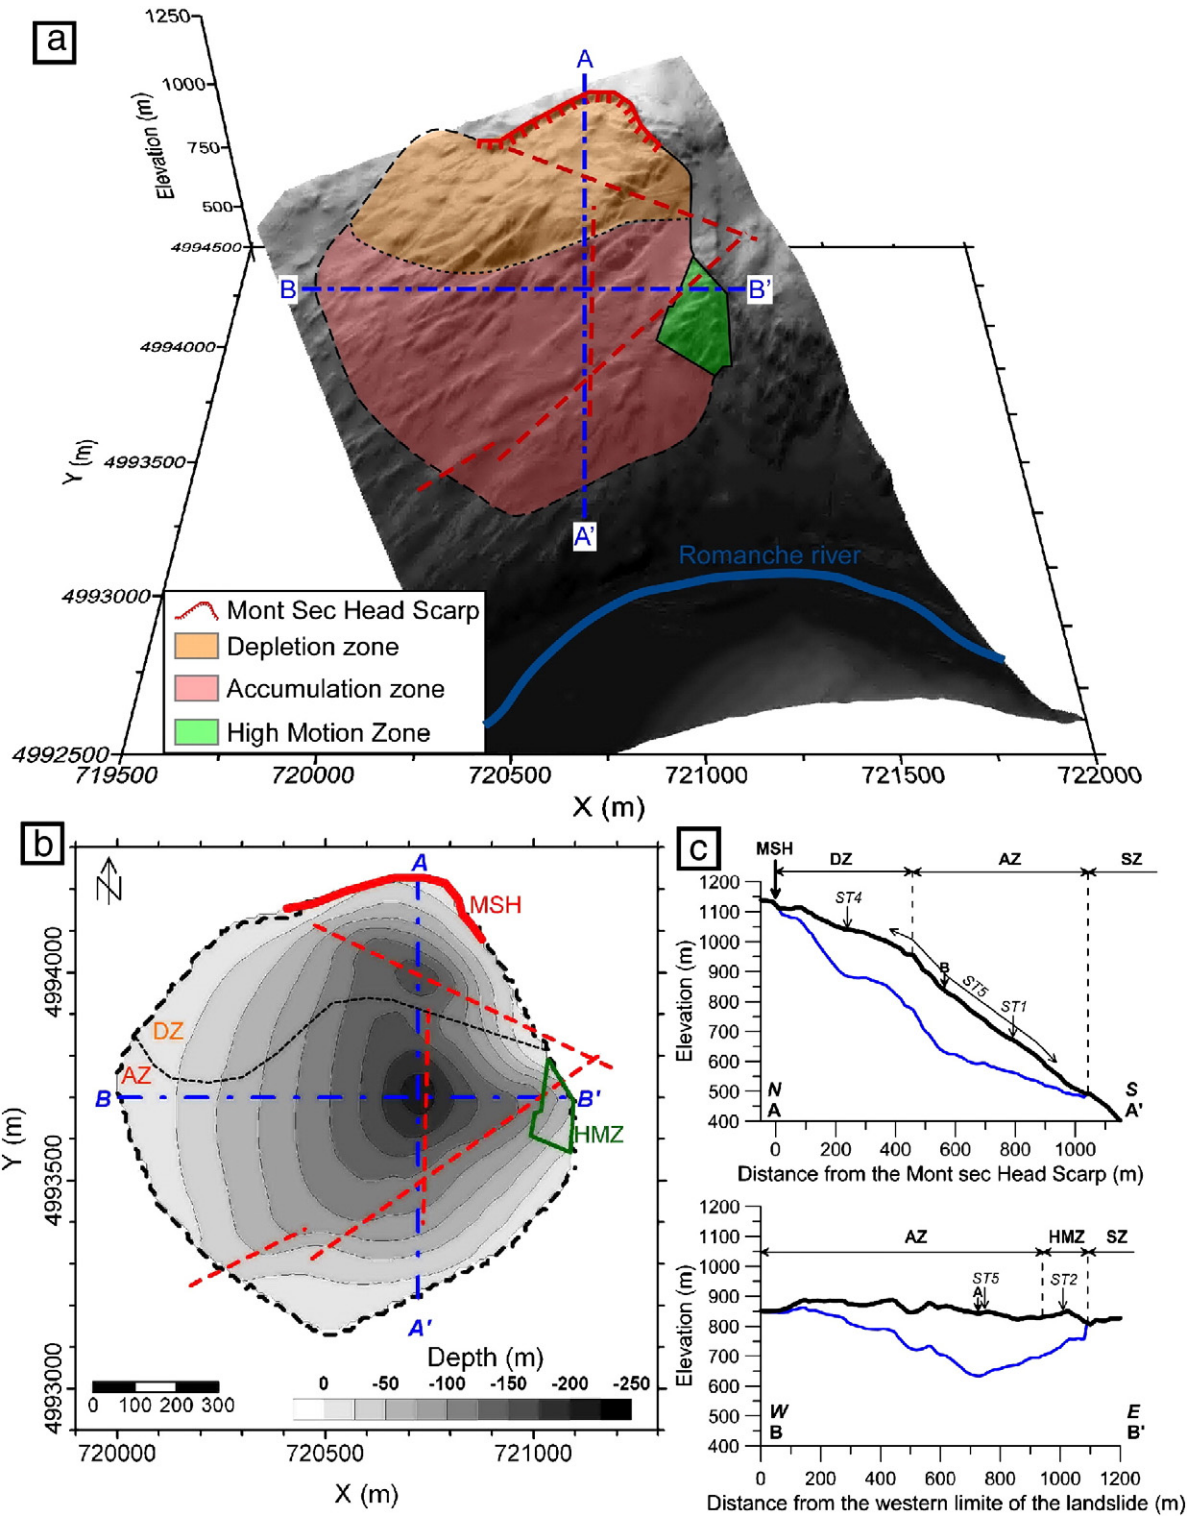 a
1250
1000
750
500
Elevation (m)
4994500
4994000
4993500
4993000
4992500
Y (m)
A
B
B'
A'
Romanche river
Mont Sec Head Scarp
Depletion zone
Accumulation zone
High Motion Zone
719500 720000 720500 721000 721500 722000
X (m)
b
N
A
MSH
DZ
AZ
B
B'
HMZ
A'
4994000
4993500
4993000
Y (m)
Depth (m)
0 -50 -100 -150 -200 -250
0 100 200 300
720000 720500 721000
X (m)
c
MSH
DZ AZ SZ
1200
1100
1000
900
800
700
600
500
400
Elevation (m)
ST4
B
ST5
ST1
N S
A A'
0 200 400 600 800 1000
Distance from the Mont sec Head Scarp (m)
1200
1100
1000
900
800
700
600
500
400
Elevation (m)
AZ HMZ SZ
ST5 ST2
A
W E
B B'
0 200 400 600 800 1000 1200
Distance from the western limite of the landslide (m)